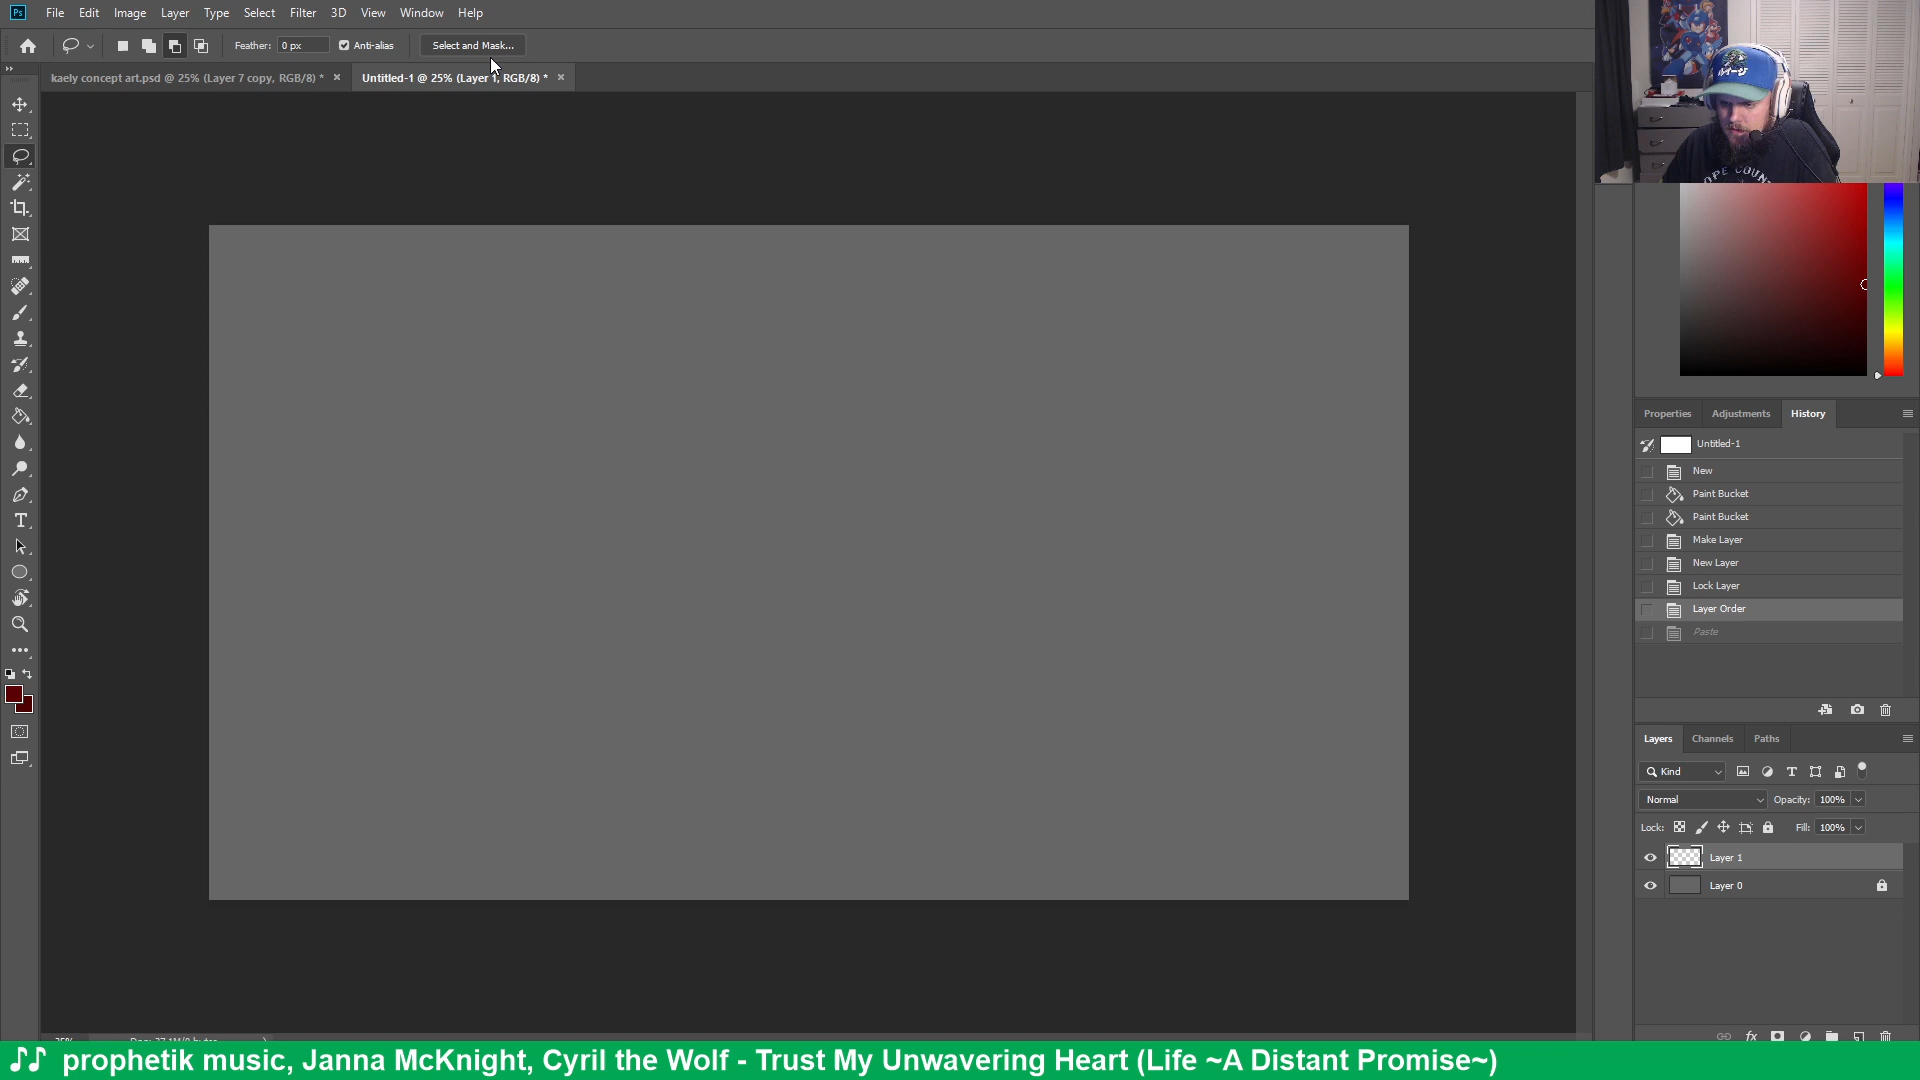 Ps File Edit Image Layer Type Select Filter 3D View Window Help
Feather: 0 px Anti-alias Select and Mask...
kaely concept art.psd @ 25% (Layer 7 copy, RGB/8) * × Untitled-1 @ 25% (Layer 1, RGB/8) * ×
Properties Adjustments History
Untitled-1
New
Paint Bucket
Paint Bucket
Make Layer
New Layer
Lock Layer
Layer Order
Paste
Layers Channels Paths
Kind
Normal Opacity: 100%
Lock: Fill: 100%
Layer 1
Layer 0
prophetik music, Janna McKnight, Cyril the Wolf - Trust My Unwavering Heart (Life ~A Distant Promise~)